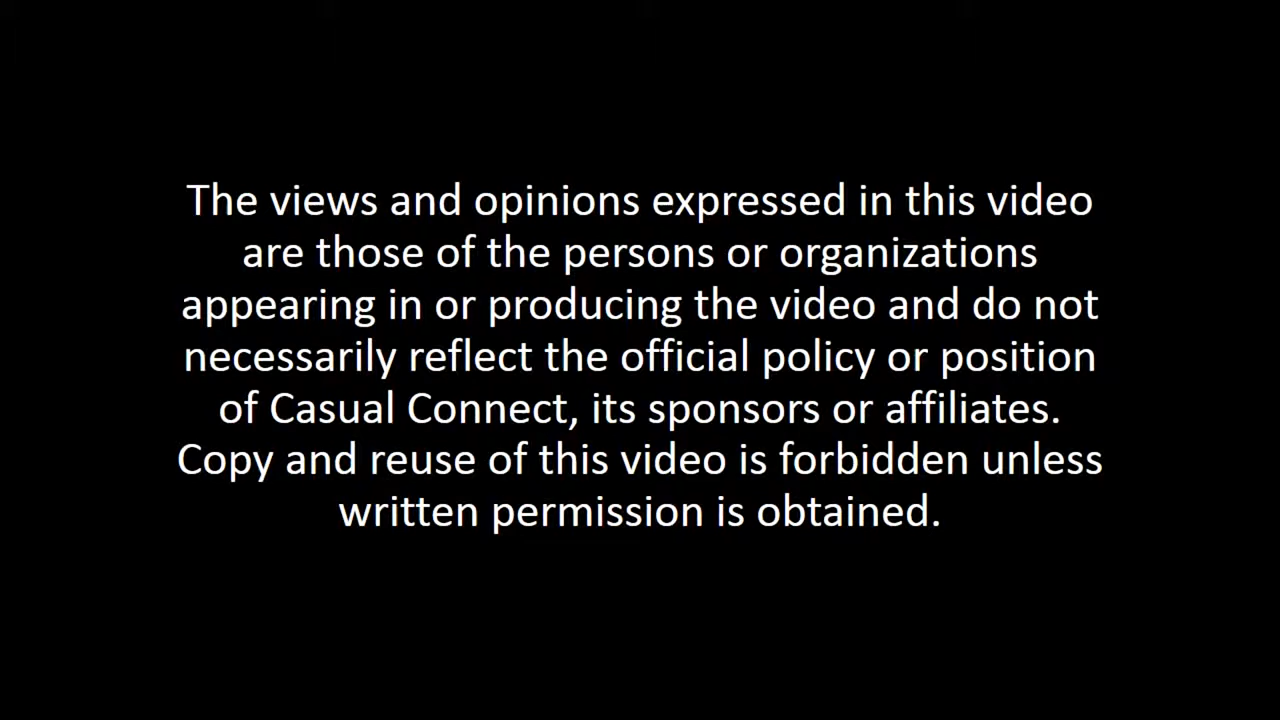 The views and opinions expressed in this video
are those of the persons or organizations
appearing in or producing the video and do not
necessarily reflect the official policy or position
of Casual Connect, its sponsors or affiliates.
Copy and reuse of this video is forbidden unless
written permission is obtained.